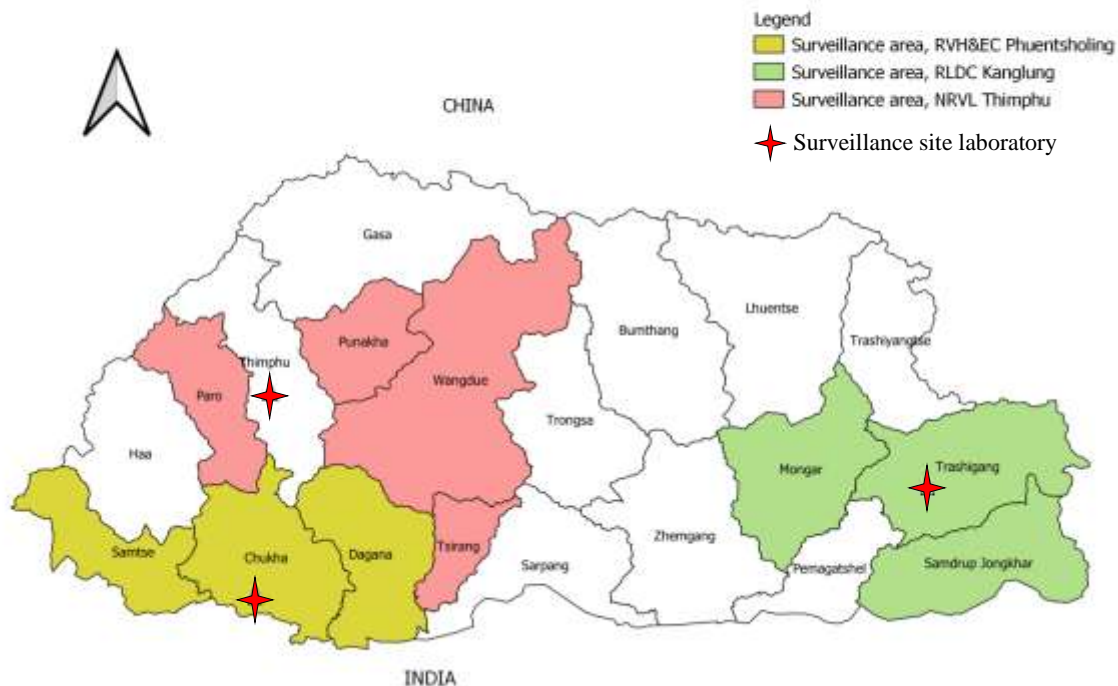 Legend
Surveillance area, RVH&EC Phuentsholing
Surveillance area, RLDC Kanglung
Surveillance area, NRVL Thimphu
Surveillance site laboratory
CHINA
Gasa
Punakha
Thimphu
Paro
Haa
Wangdue
Bumthang
Lhuentse
Trashiyangtse
Trongsa
Mongar
Trashigang
Samtse
Chukha
Dagana
Tsirang
Sarpang
Zhemgang
Pemagatshel
Samdrup Jongkhar
INDIA